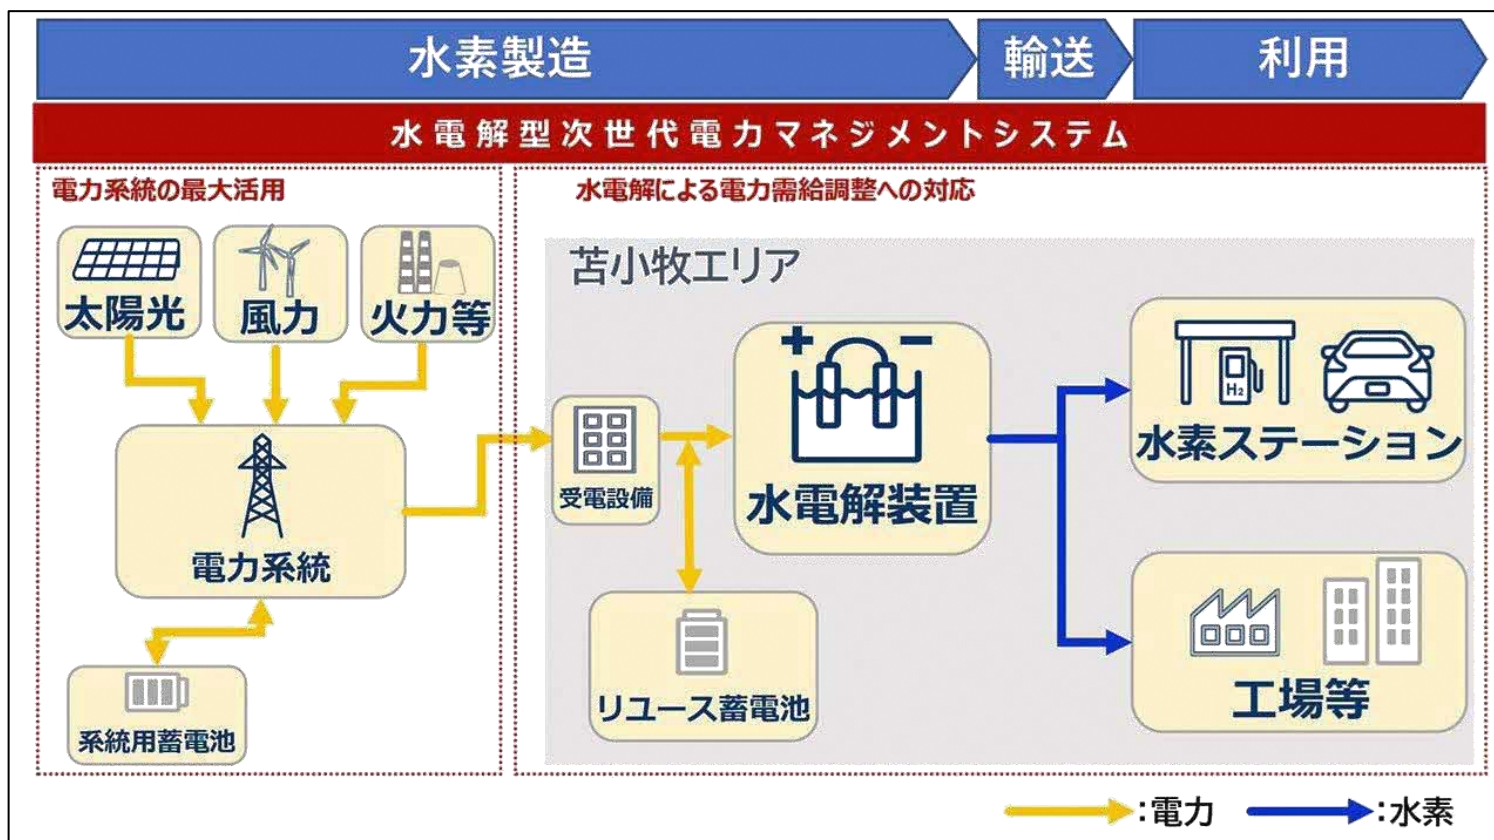 水素製造
輸送
利用
水電解型次世代電力マネジメントシステム
電力系統の最大活用
水電解による電力需給調整への対応
苫小牧エリア
太陽光
風力
火力等
電力系統
系統用蓄電池
受電設備
リユース蓄電池
+ −
水電解装置
H2
水素ステーション
工場等
:電力
:水素